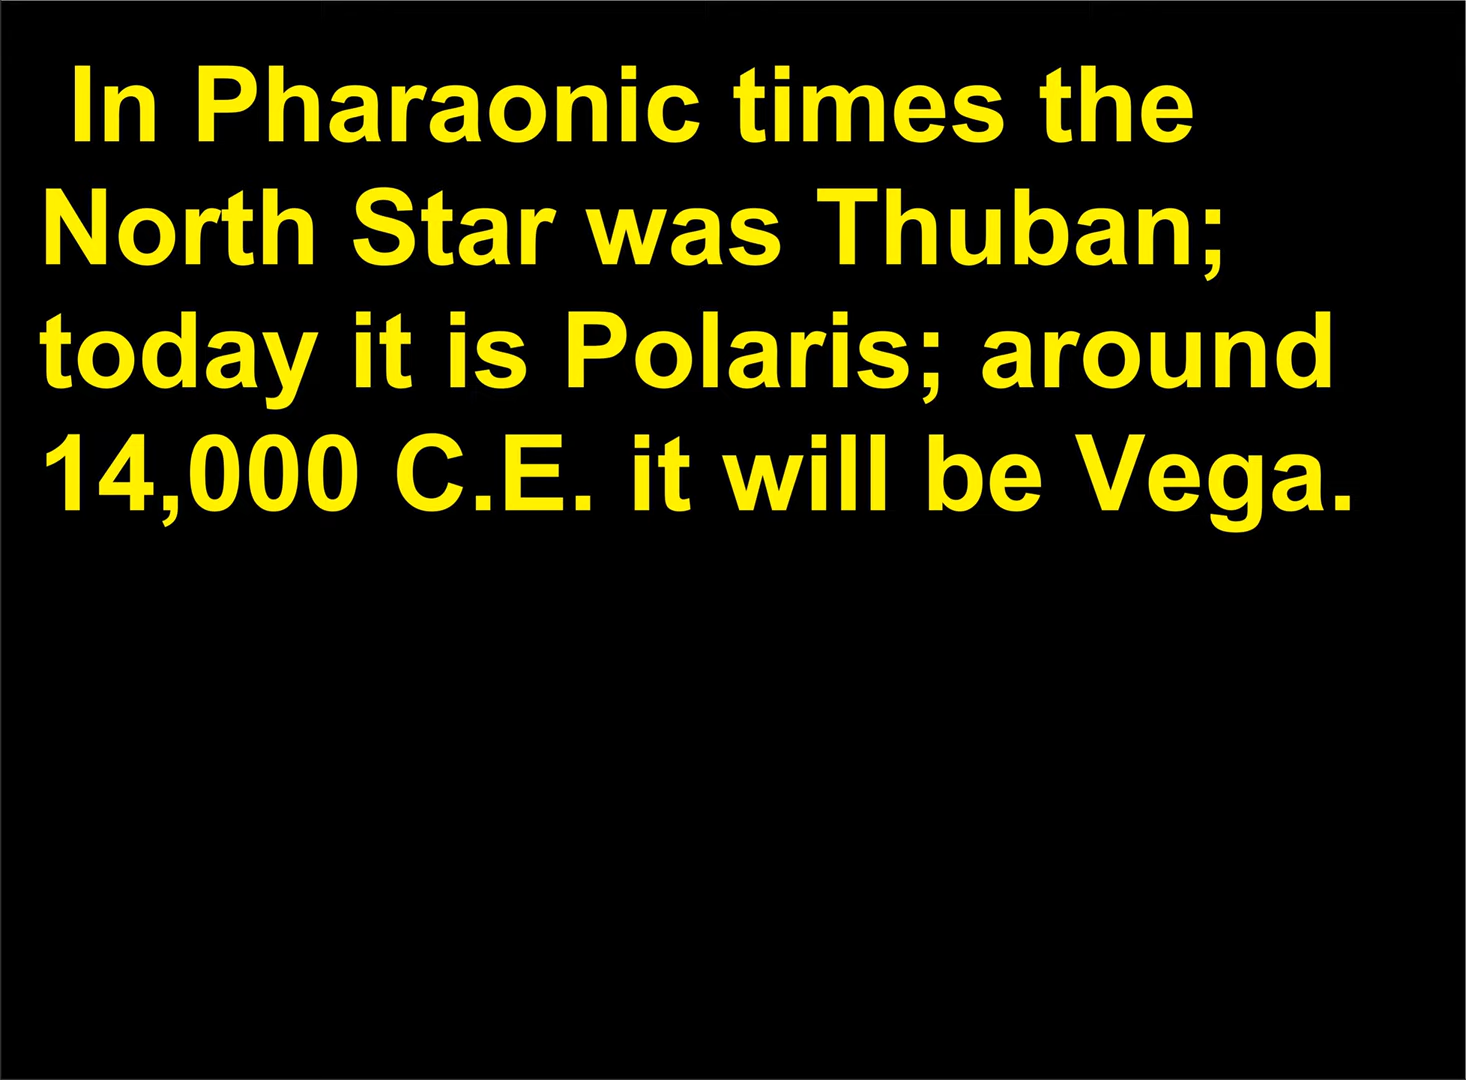 In Pharaonic times the
North Star was Thuban;
today it is Polaris; around
14,000 C.E. it will be Vega.